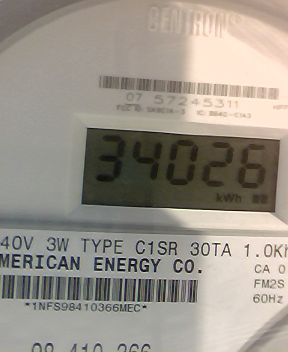 CENTRON®
07 57245311
34026
kWh
40V 3W TYPE C1SR 30TA 1.0K
MERICAN ENERGY CO.
CA 0
FM2S
60Hz
*1NFS98410366MEC*
98 410 366